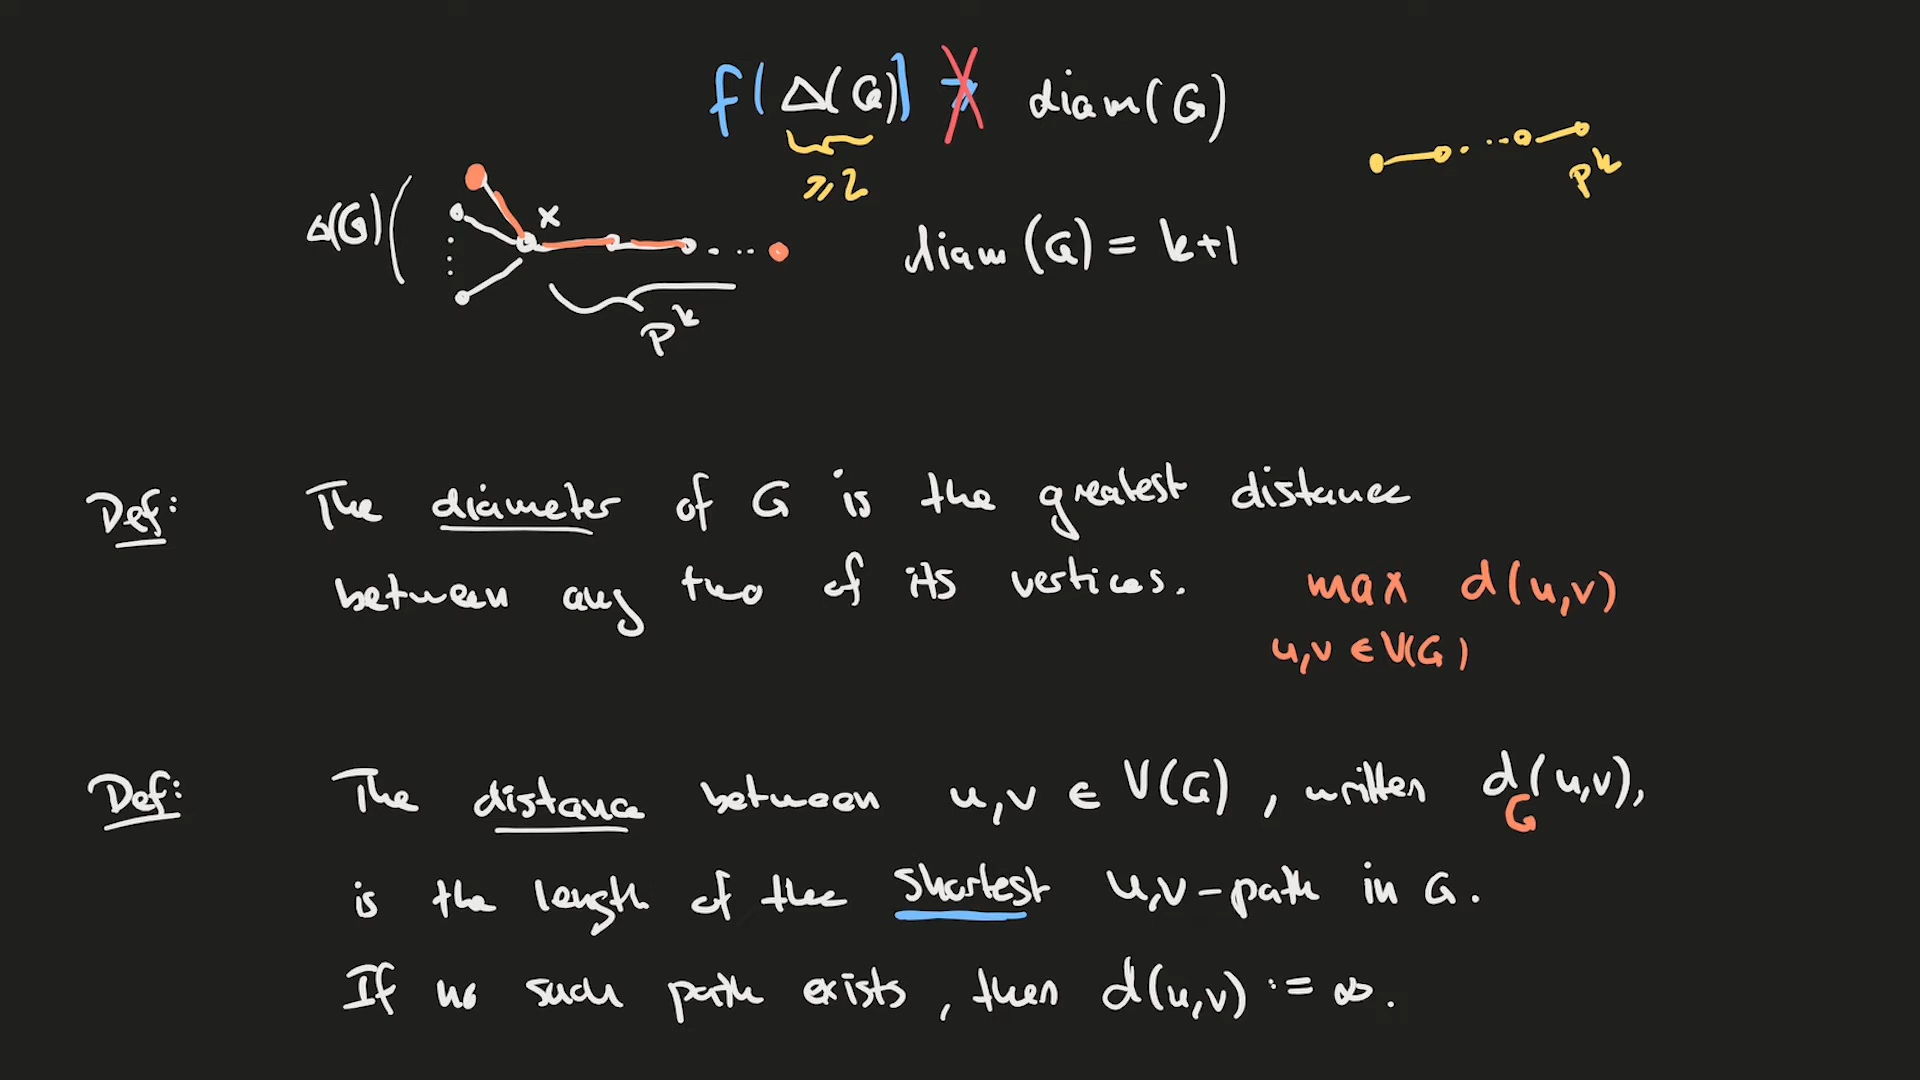 f(Δ(G)) ≥ diam(G)
≥2
P^k
Δ(G)
x
diam(G) = k+1
P^k
Def: The diameter of G is the greatest distance
between any two of its vertices. max d(u,v)
u,v ∈ V(G)
Def: The distance between u,v ∈ V(G), written d_G(u,v),
is the length of the shortest u,v-path in G.
If no such path exists, then d(u,v) := ∞.